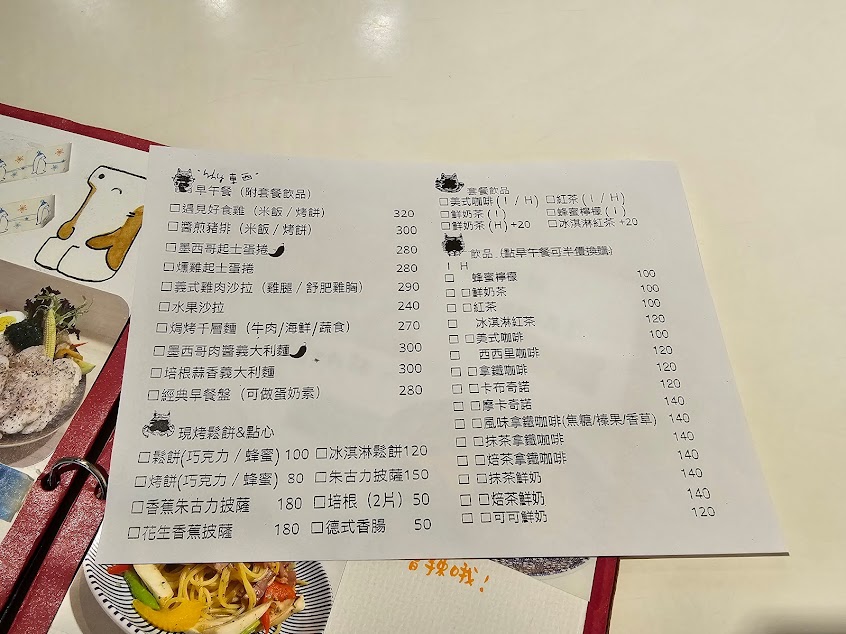 早午餐（附套餐飲品）
□遇見好食雞（米飯 / 烤餅） 320
□醬煎豬排（米飯 / 烤餅） 300
□墨西哥起士蛋捲 280
□燻雞起士蛋捲 280
□義式雞肉沙拉（雞腿 / 舒肥雞胸） 290
□水果沙拉 240
□焗烤千層麵（牛肉/海鮮/蔬食） 270
□墨西哥肉醬義大利麵 300
□培根蒜香義大利麵 300
□經典早餐盤（可做蛋奶素） 280
現烤鬆餅&點心
□鬆餅(巧克力 / 蜂蜜) 100 □冰淇淋鬆餅120
□烤餅(巧克力 / 蜂蜜) 80 □朱古力披薩150
□香蕉朱古力披薩 180 □培根（2片）50
□花生香蕉披薩 180 □德式香腸 50
套餐飲品
□美式咖啡(I / H) □紅茶(I / H)
□鮮奶茶(I) □蜂蜜檸檬(I)
□鮮奶茶(H)+20 □冰淇淋紅茶+20
飲品（點早午餐可半價換購）
I H
□ 蜂蜜檸檬 100
□ □鮮奶茶 120
□ □紅茶 100
□ 冰淇淋紅茶 120
□ □美式咖啡 100
□ 西西里咖啡 120
□ □拿鐵咖啡 120
□ □卡布奇諾 120
□ □摩卡奇諾 140
□ □風味拿鐵咖啡(焦糖/榛果/香草) 140
□ □抹茶拿鐵咖啡 140
□ □焙茶拿鐵咖啡 140
□ □抹茶鮮奶 140
□ □焙茶鮮奶 140
□ □可可鮮奶 120
辣哦！